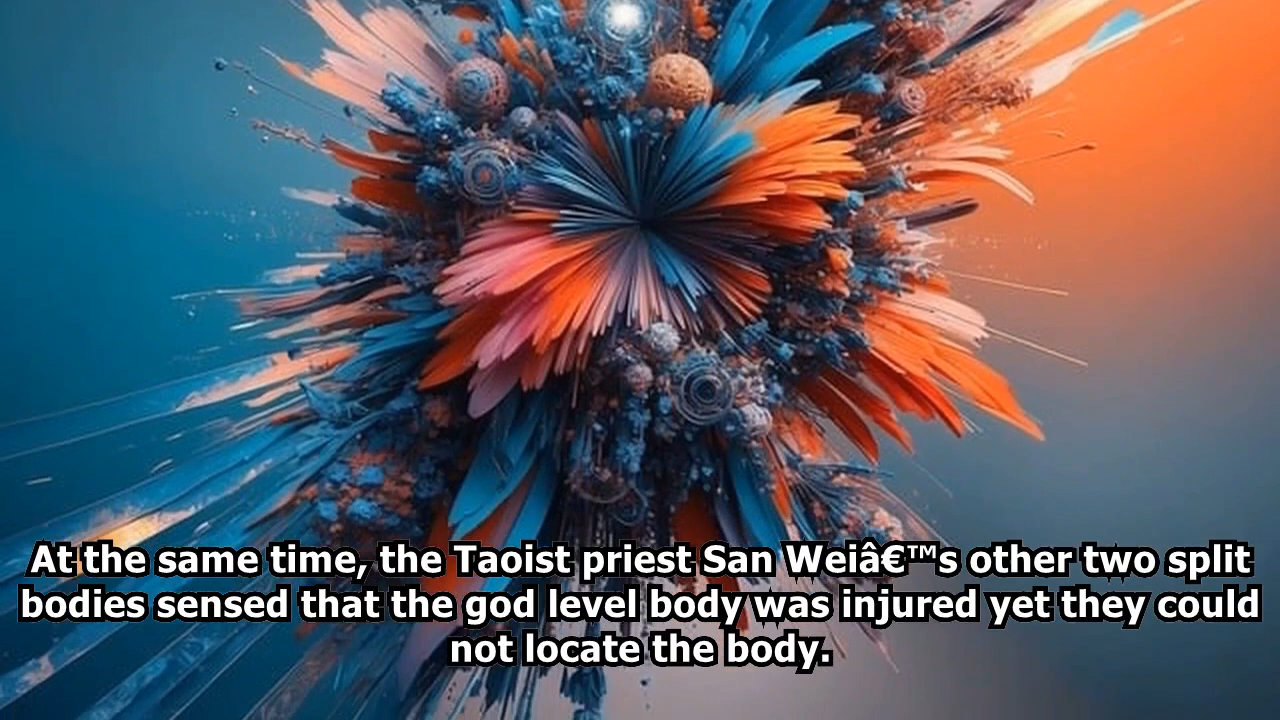 At the same time, the Taoist priest San Weiâ€™s other two split
bodies sensed that the god level body was injured yet they could
not locate the body.